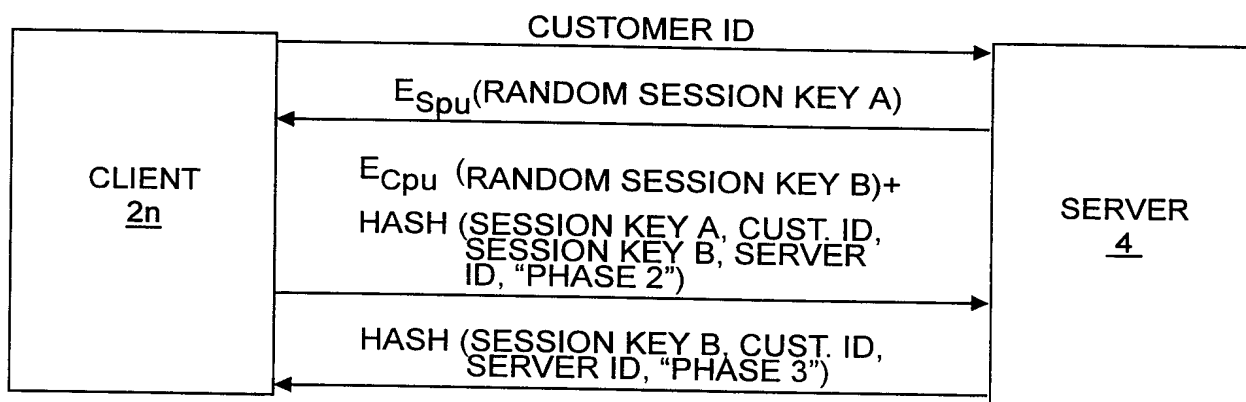 CUSTOMER ID
E_Spu(RANDOM SESSION KEY A)
CLIENT
2n
E_Cpu (RANDOM SESSION KEY B)+
HASH (SESSION KEY A, CUST. ID,
SESSION KEY B, SERVER
ID, “PHASE 2”)
SERVER
4
HASH (SESSION KEY B, CUST. ID,
SERVER ID, “PHASE 3”)